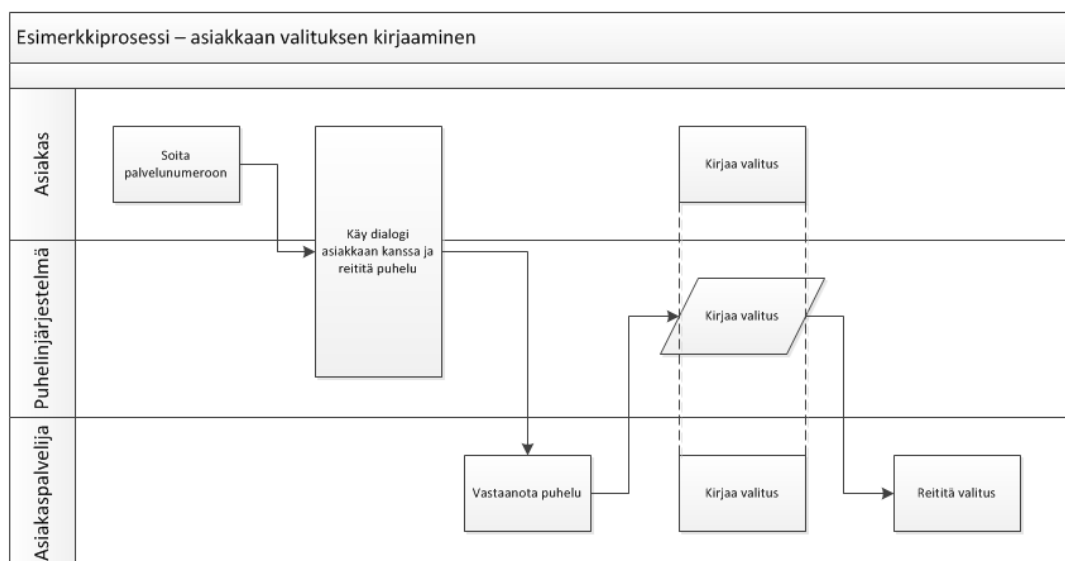 Esimerkkiprosessi – asiakkaan valituksen kirjaaminen
Asiakas
Soita
palvelunumeroon
Kirjaa valitus
Puhelinjärjestelmä
Käy dialogi
asiakkaan kanssa ja
reititä puhelu
Kirjaa valitus
Asiakaspalvelija
Vastaanota puhelu
Kirjaa valitus
Reititä valitus